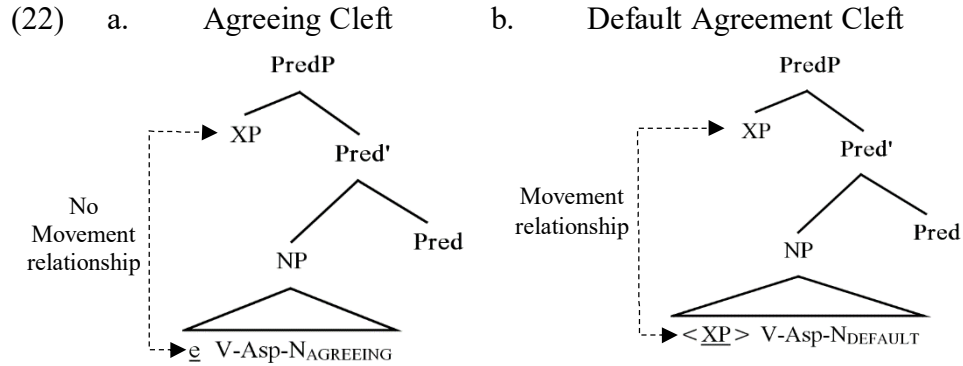 (22) a. Agreeing Cleft b. Default Agreement Cleft
PredP
XP
Pred'
No
Movement
relationship
Pred
NP
e V-Asp-NAGREEING
PredP
XP
Pred'
Movement
relationship
Pred
NP
<XP> V-Asp-NDEFAULT